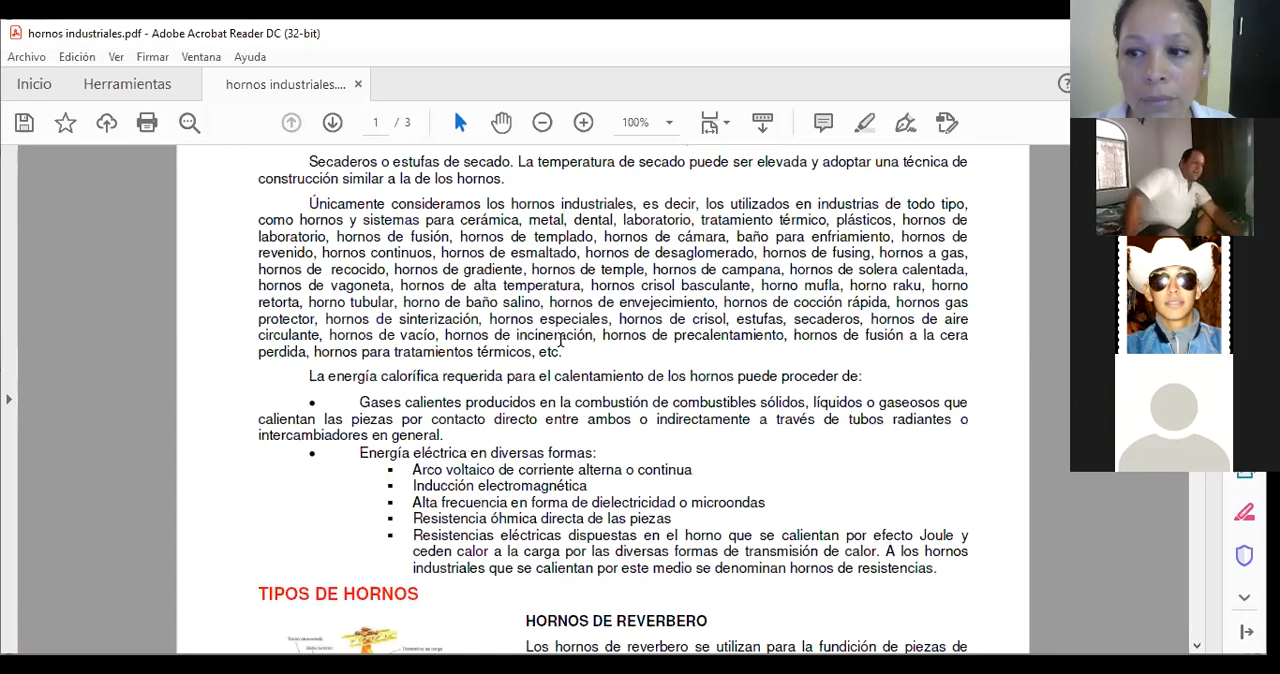 hornos industriales.pdf - Adobe Acrobat Reader DC (32-bit)
Archivo Edición Ver Firmar Ventana Ayuda
Inicio Herramientas hornos industriales.... ×
1 / 3 100%
Secaderos o estufas de secado. La temperatura de secado puede ser elevada y adoptar una técnica de
construcción similar a la de los hornos.
Únicamente consideramos los hornos industriales, es decir, los utilizados en industrias de todo tipo,
como hornos y sistemas para cerámica, metal, dental, laboratorio, tratamiento térmico, plásticos, hornos de
laboratorio, hornos de fusión, hornos de templado, hornos de cámara, baño para enfriamiento, hornos de
revenido, hornos continuos, hornos de esmaltado, hornos de desaglomerado, hornos de fusing, hornos a gas,
hornos de recocido, hornos de gradiente, hornos de temple, hornos de campana, hornos de solera calentada,
hornos de vagoneta, hornos de alta temperatura, hornos crisol basculante, horno mufla, horno raku, horno
retorta, horno tubular, horno de baño salino, hornos de envejecimiento, hornos de cocción rápida, hornos gas
protector, hornos de sinterización, hornos especiales, hornos de crisol, estufas, secaderos, hornos de aire
circulante, hornos de vacío, hornos de incineración, hornos de precalentamiento, hornos de fusión a la cera
perdida, hornos para tratamientos térmicos, etc.
La energía calorífica requerida para el calentamiento de los hornos puede proceder de:
• Gases calientes producidos en la combustión de combustibles sólidos, líquidos o gaseosos que
calientan las piezas por contacto directo entre ambos o indirectamente a través de tubos radiantes o
intercambiadores en general.
• Energía eléctrica en diversas formas:
▪ Arco voltaico de corriente alterna o continua
▪ Inducción electromagnética
▪ Alta frecuencia en forma de dielectricidad o microondas
▪ Resistencia óhmica directa de las piezas
▪ Resistencias eléctricas dispuestas en el horno que se calientan por efecto Joule y
ceden calor a la carga por las diversas formas de transmisión de calor. A los hornos
industriales que se calientan por este medio se denominan hornos de resistencias.
TIPOS DE HORNOS
HORNOS DE REVERBERO
Los hornos de reverbero se utilizan para la fundición de piezas de